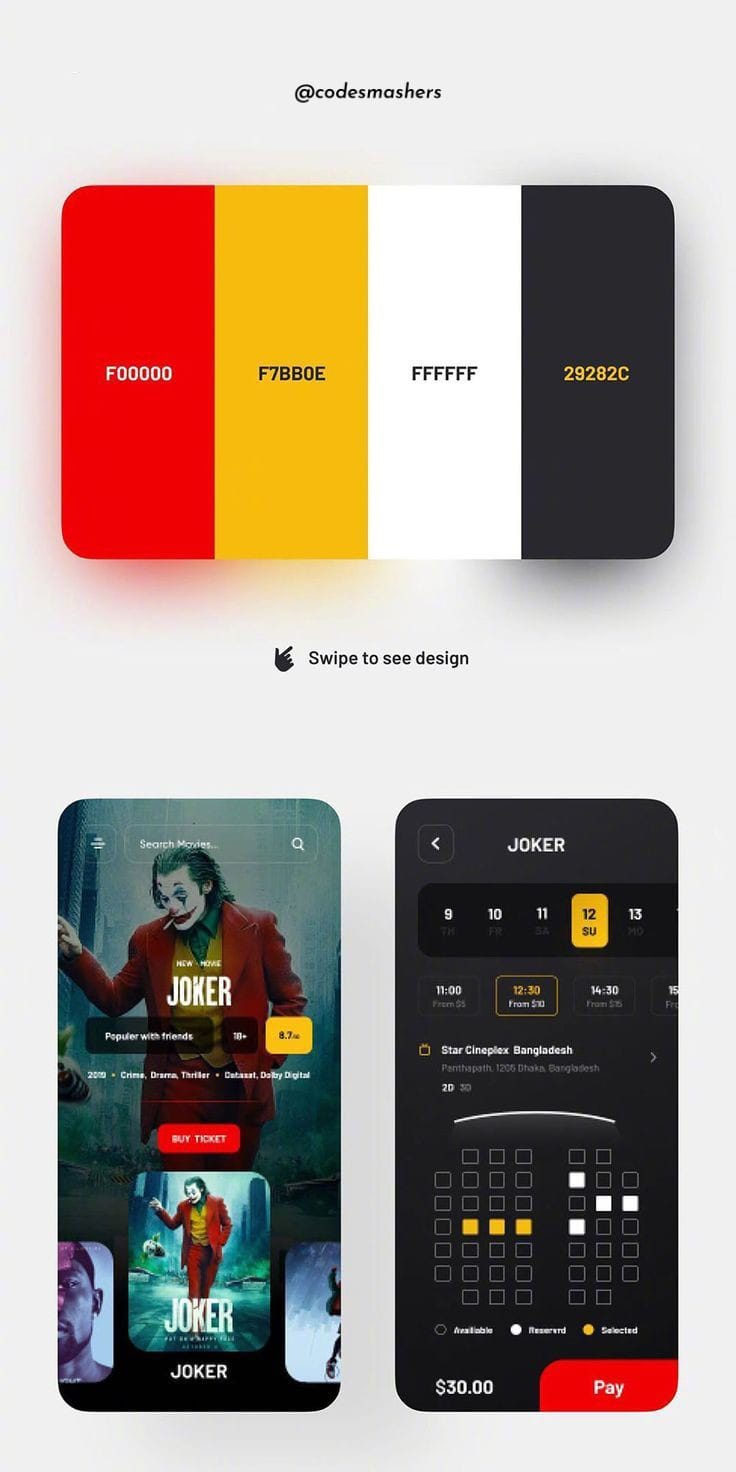 @codesmashers
F00000
F7BB0E
FFFFFF
29282C
Swipe to see design
Search Movies...
NEW MOVIE
JOKER
Populer with friends
18+
8.7
2019 • Crime, Drama, Thriller • Datasat, Dolby Digital
BUY TICKET
JOKER
PUT ON A HAPPY FACE
OCTOBER 4
JOKER
JOKER
9 10 11 12 13
TH FR SA SU MO
11:00 12:30 14:30
From $5 From $10 From $15
Star Cineplex Bangladesh
Panthapath, 1205 Dhaka, Bangladesh
2D 3D
Available Reserved Selected
$30.00 Pay